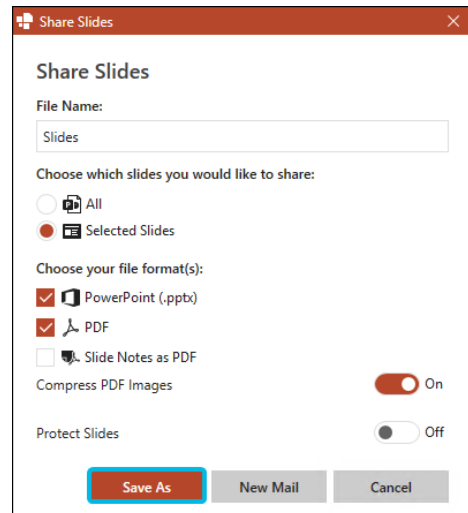 Share Slides
Share Slides
File Name:
Slides
Choose which slides you would like to share:
All
Selected Slides
Choose your file format(s):
PowerPoint (.pptx)
PDF
Slide Notes as PDF
Compress PDF Images On
Protect Slides Off
Save As New Mail Cancel